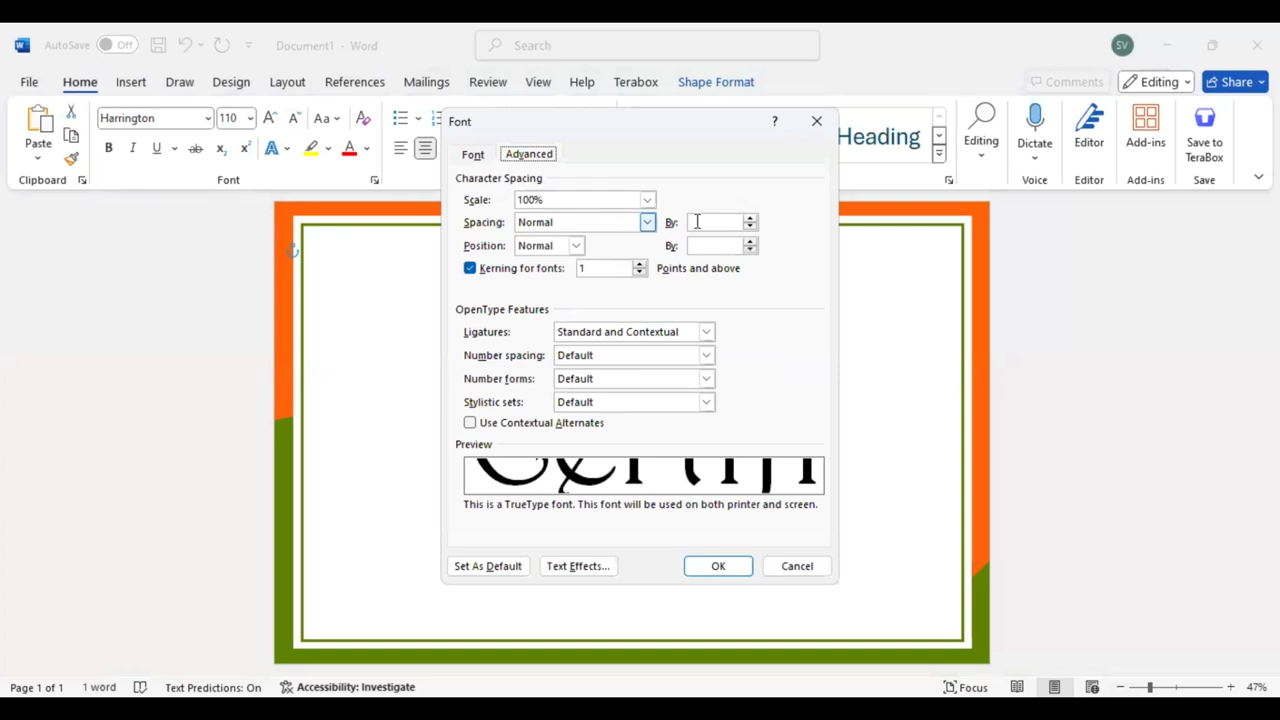 AutoSave Off Document1 - Word Search SV
File Home Insert Draw Design Layout References Mailings Review View Help Terabox Shape Format Comments Editing Share
Paste Harrington 110 Aa Heading Editing Dictate Editor Add-ins Save to TeraBox
Clipboard Font Voice Editor Add-ins Save
Font
Font Advanced
Character Spacing
Scale: 100%
Spacing: Normal By:
Position: Normal By:
Kerning for fonts: 1 Points and above
OpenType Features
Ligatures: Standard and Contextual
Number spacing: Default
Number forms: Default
Stylistic sets: Default
Use Contextual Alternates
Preview
This is a TrueType font. This font will be used on both printer and screen.
Set As Default Text Effects... OK Cancel
Page 1 of 1 1 word Text Predictions: On Accessibility: Investigate Focus 47%